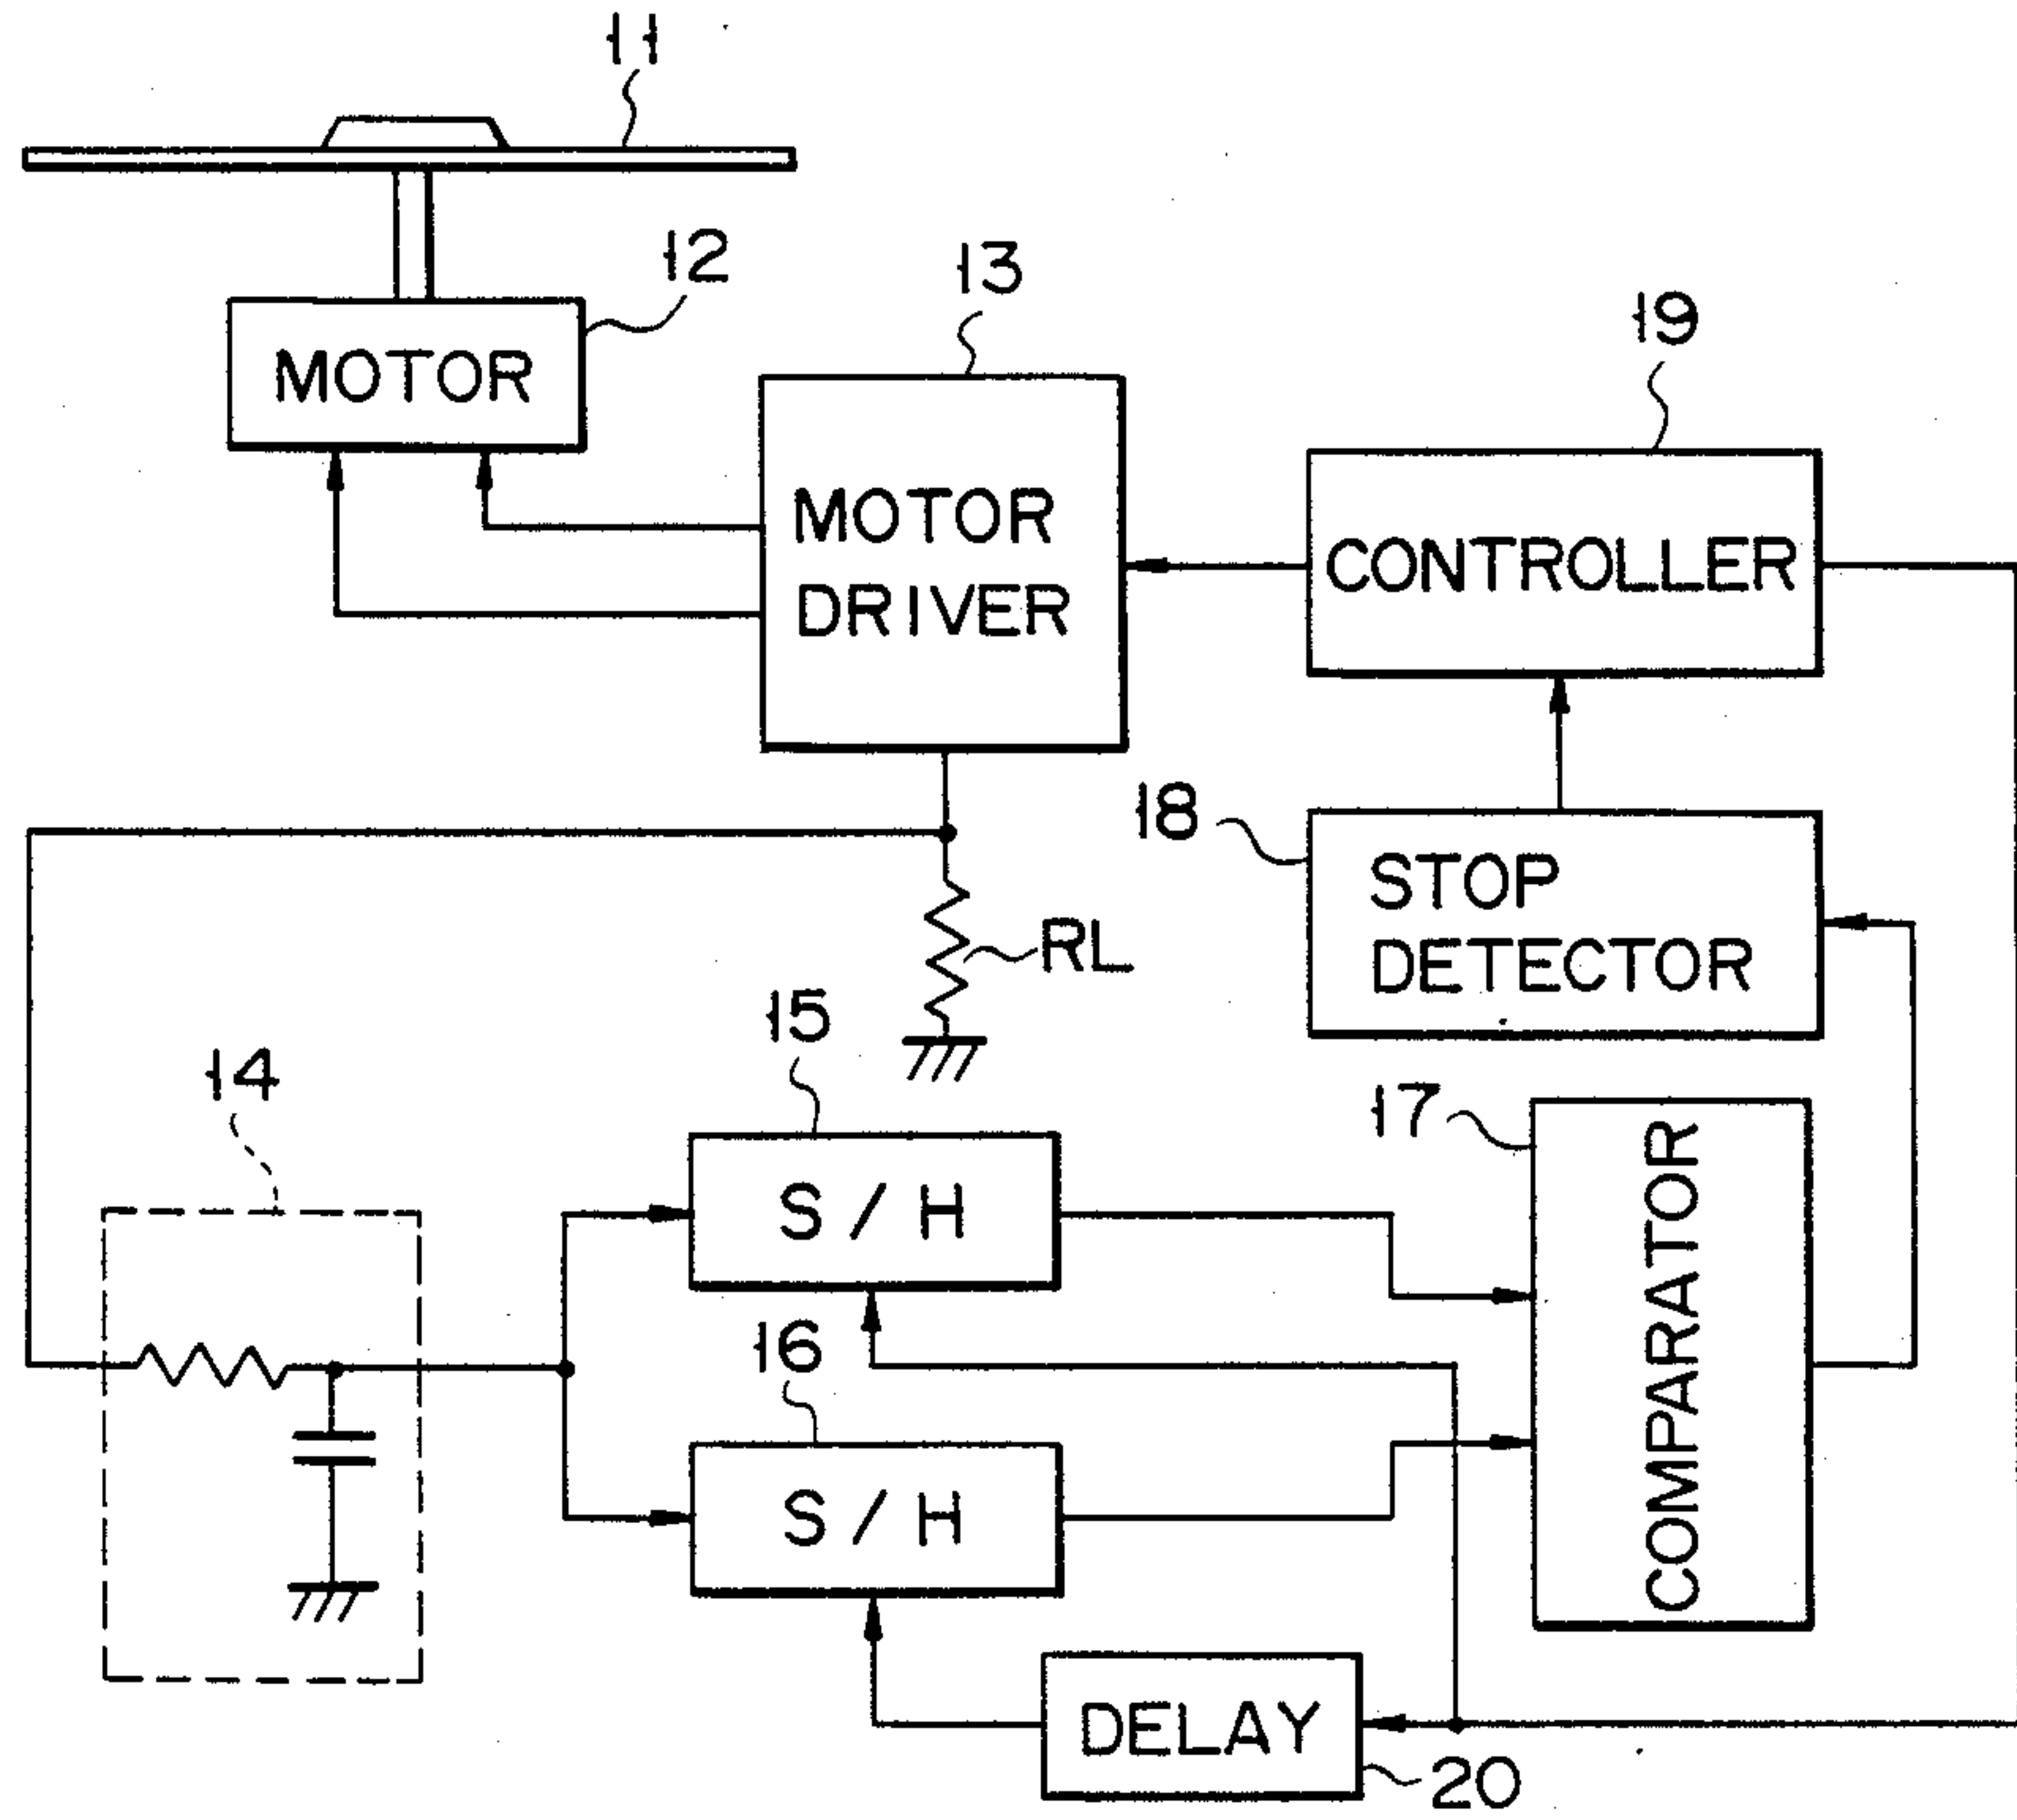 11
12
MOTOR
13
MOTOR
DRIVER
19
CONTROLLER
18
STOP
DETECTOR
RL
15
14
S/H
17
COMPARATOR
16
S/H
DELAY
20